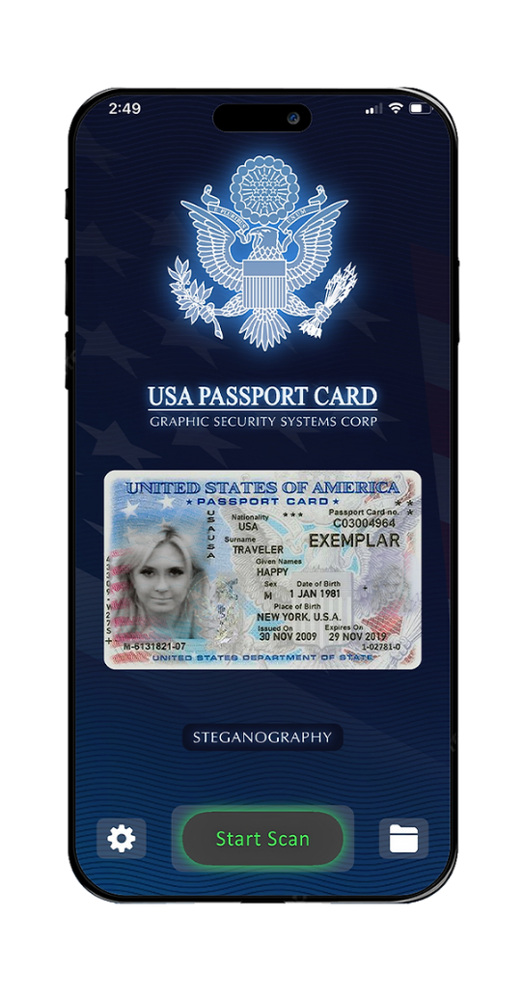 2:49
E PLURIBUS UNUM
USA PASSPORT CARD
GRAPHIC SECURITY SYSTEMS CORP
UNITED STATES OF AMERICA
★ PASSPORT CARD ★
USAUSA
Nationality
USA
★ ★ ★
Passport Card no.
C03004964
EXEMPLAR
Surname
TRAVELER
Given Names
HAPPY
Sex
M
Date of Birth
1 JAN 1981
Place of Birth
NEW YORK, U.S.A.
Issued On
30 NOV 2009
Expires On
29 NOV 2019
M-6131821-07
1-02781-0
UNITED STATES DEPARTMENT OF STATE
STEGANOGRAPHY
Start Scan